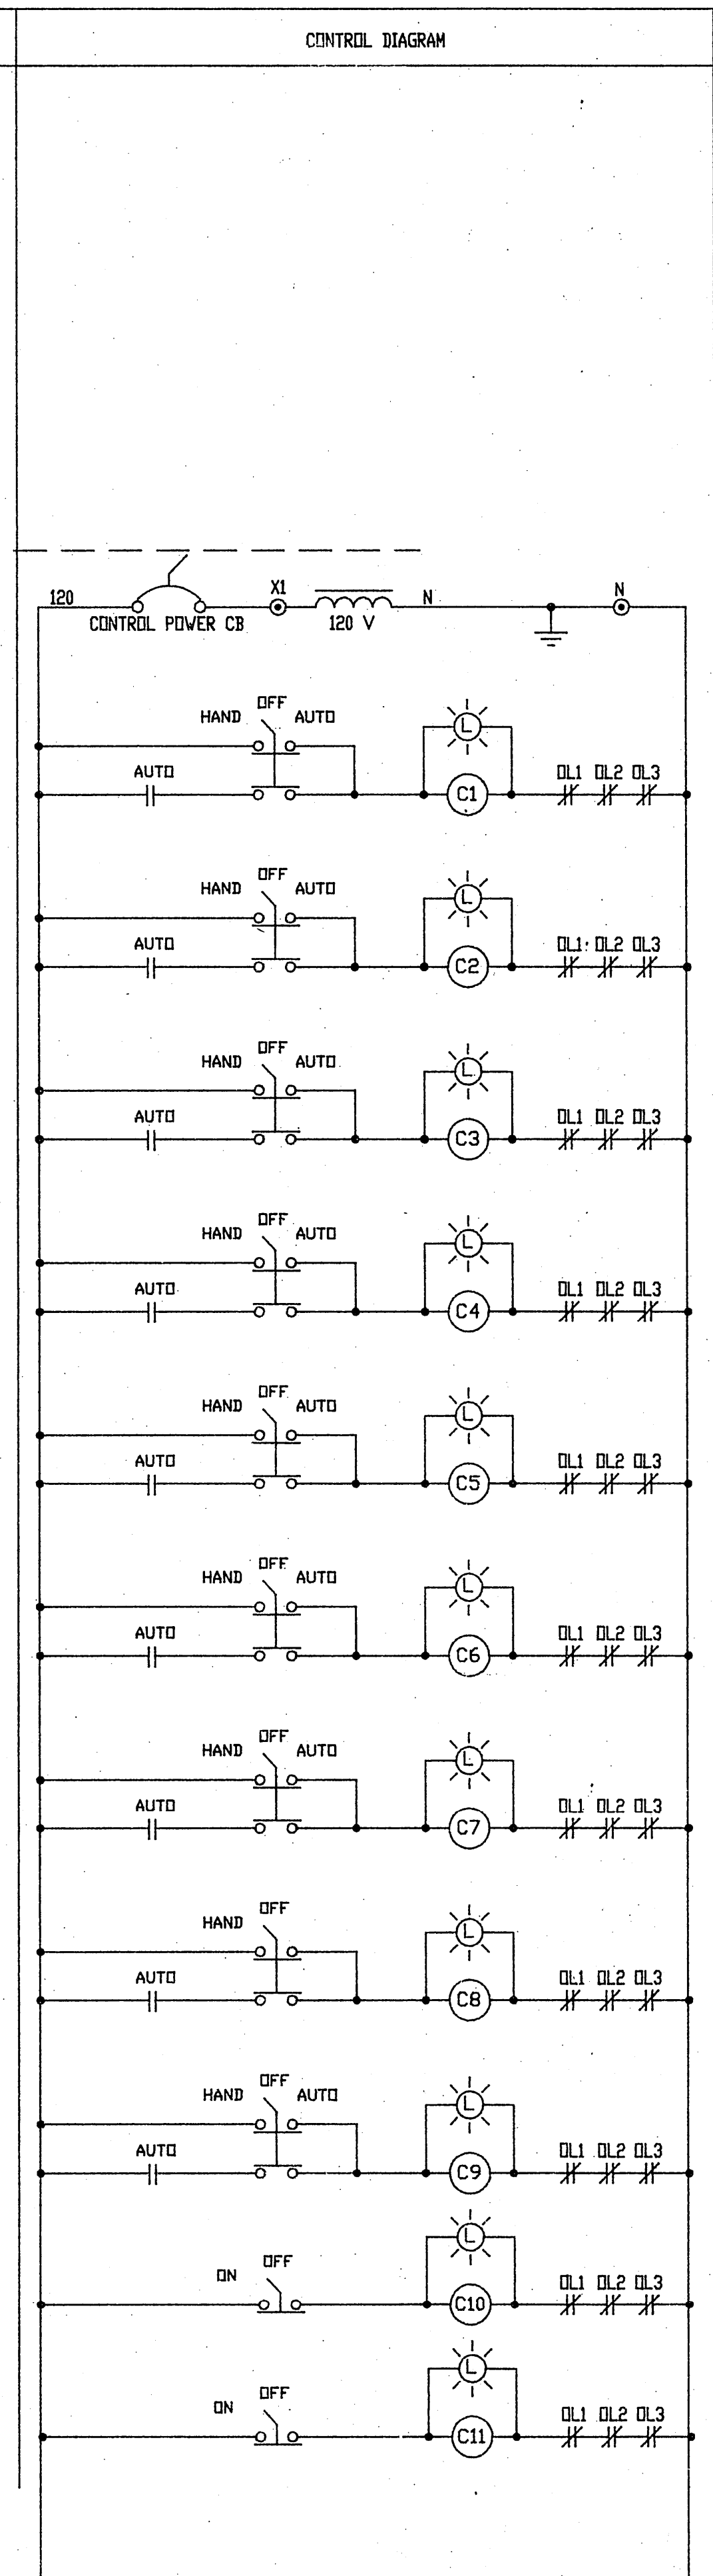 CONTROL DIAGRAM
120 X1 N N
CONTROL POWER CB 120 V
OFF
HAND AUTO L
AUTO C1 OL1 OL2 OL3
OFF
HAND AUTO L
AUTO C2 OL1 OL2 OL3
OFF
HAND AUTO L
AUTO C3 OL1 OL2 OL3
OFF
HAND AUTO L
AUTO C4 OL1 OL2 OL3
OFF
HAND AUTO L
AUTO C5 OL1 OL2 OL3
OFF
HAND AUTO L
AUTO C6 OL1 OL2 OL3
OFF
HAND AUTO L
AUTO C7 OL1 OL2 OL3
OFF
HAND L
AUTO C8 OL1 OL2 OL3
OFF
HAND AUTO L
AUTO C9 OL1 OL2 OL3
L
ON OFF
C10 OL1 OL2 OL3
L
ON OFF
C11 OL1 OL2 OL3